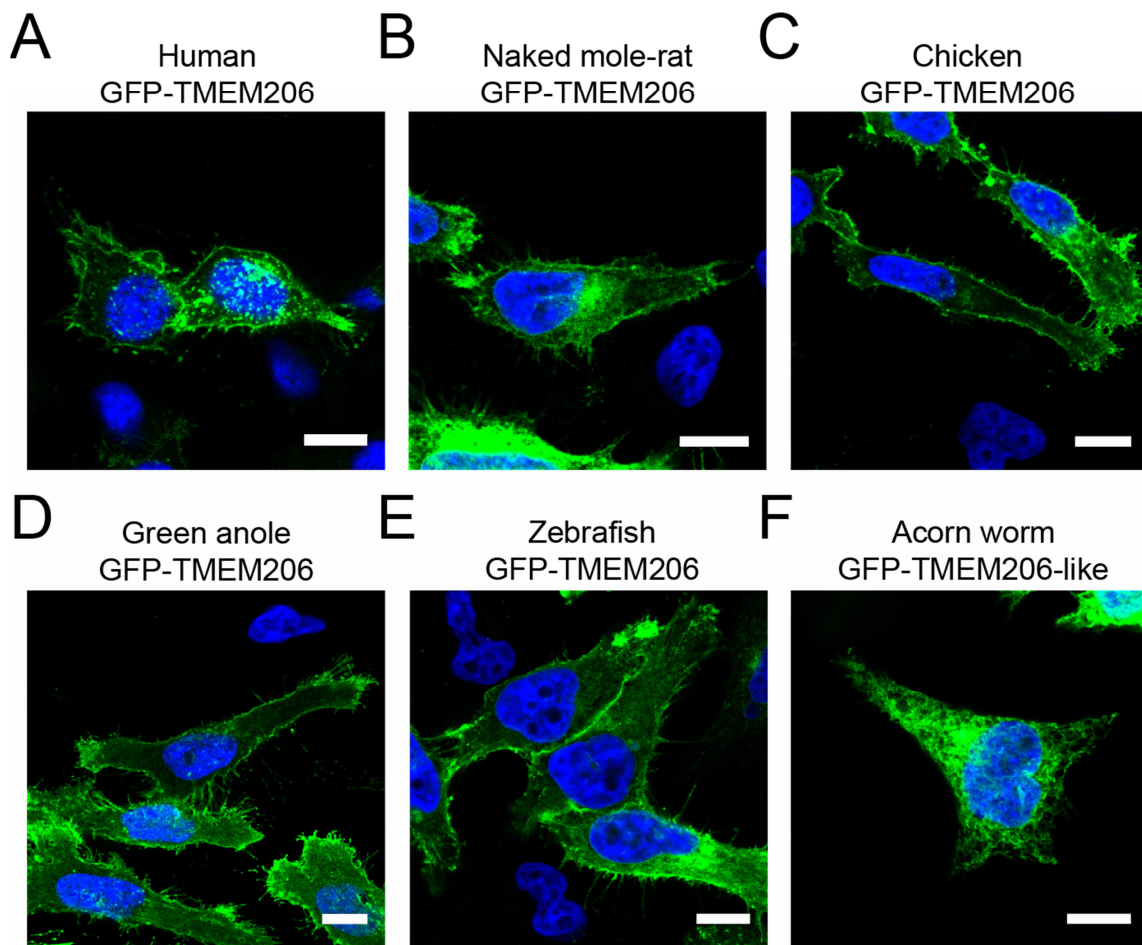 A
Human
GFP-TMEM206
B
Naked mole-rat
GFP-TMEM206
C
Chicken
GFP-TMEM206
D
Green anole
GFP-TMEM206
E
Zebrafish
GFP-TMEM206
F
Acorn worm
GFP-TMEM206-like